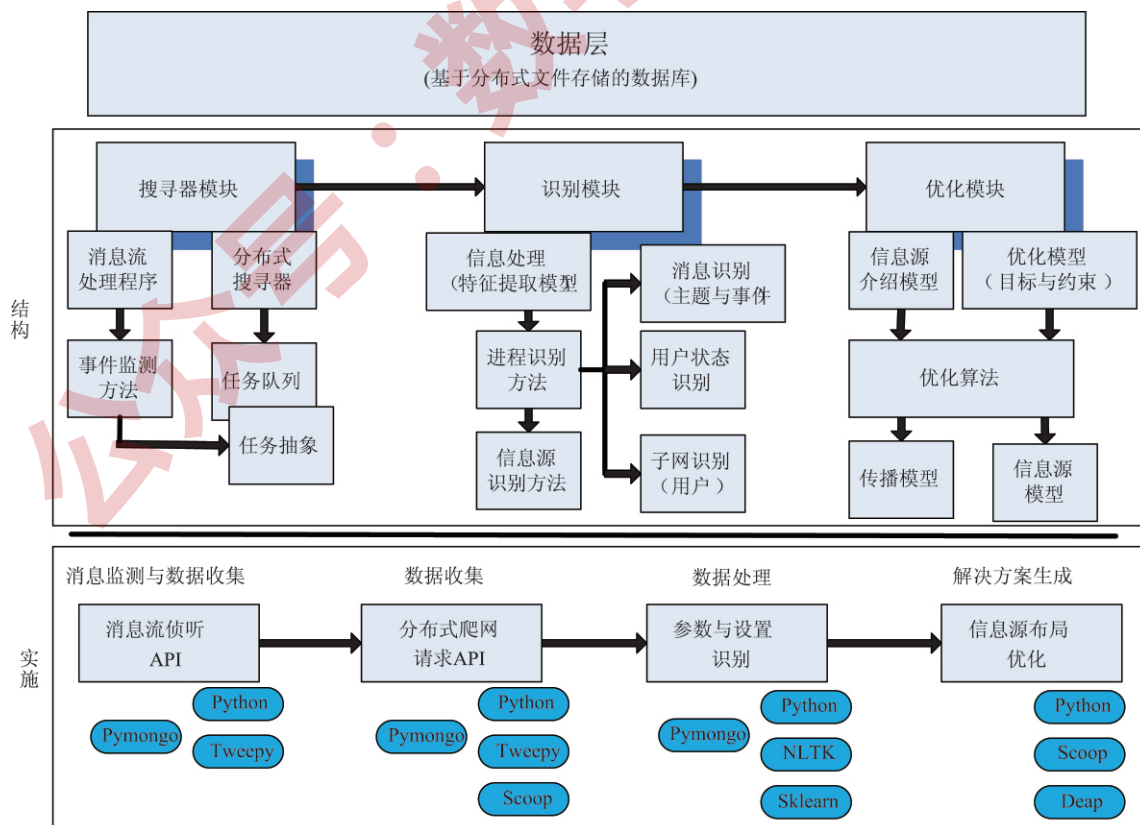 数据层
(基于分布式文件存储的数据库)
结构
搜寻器模块
识别模块
优化模块
消息流
处理程序
分布式
搜寻器
信息处理
(特征提取模型)
消息识别
(主题与事件)
信息源
介绍模型
优化模型
(目标与约束)
事件监测
方法
任务队列
任务抽象
进程识别
方法
用户状态
识别
优化算法
信息源
识别方法
子网识别
(用户)
传播模型
信息源
模型
实施
消息监测与数据收集
数据收集
数据处理
解决方案生成
消息流侦听
API
分布式爬网
请求API
参数与设置
识别
信息源布局
优化
Pymongo
Python
Tweepy
Pymongo
Python
Tweepy
Scoop
Pymongo
Python
NLTK
Sklearn
Python
Scoop
Deap
公众号:数